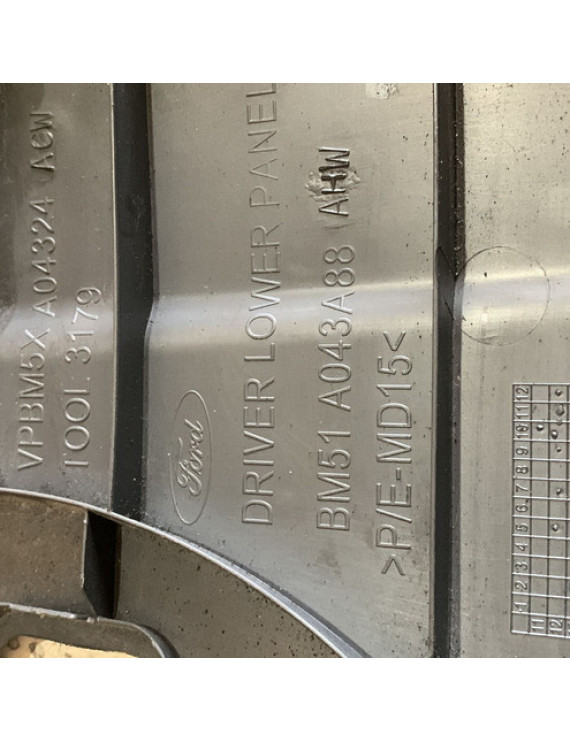 VPBM5X A04324 ACW
TOOL 3179
Ford
DRIVER LOWER PANEL
BM51 A043A88 AHW
>P/E-MD15<
1 2 3 4 5 6 7 8 9 10 11 12
11
12